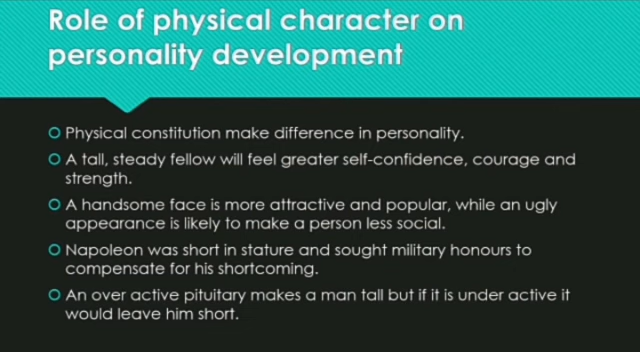 Role of physical character on
personality development
Physical constitution make difference in personality.
A tall, steady fellow will feel greater self-confidence, courage and
strength.
A handsome face is more attractive and popular, while an ugly
appearance is likely to make a person less social.
Napoleon was short in stature and sought military honours to
compensate for his shortcoming.
An over active pituitary makes a man tall but if it is under active it
would leave him short.